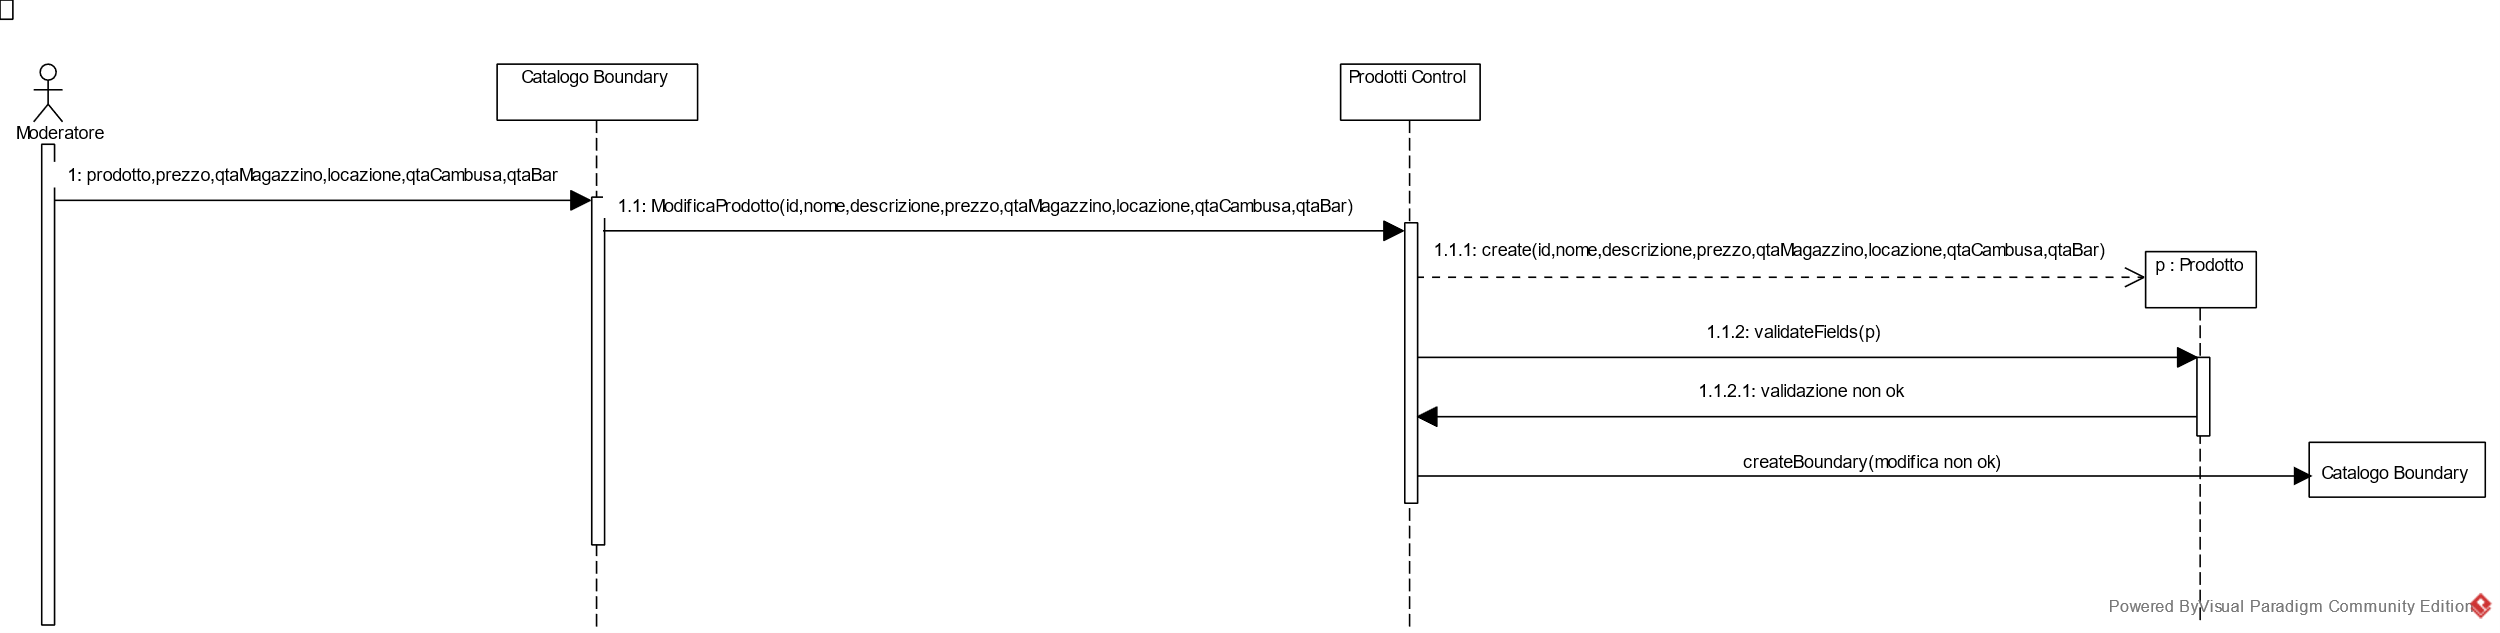 Catalogo Boundary
Prodotti Control
Moderatore
1: prodotto,prezzo,qtaMagazzino,locazione,qtaCambusa,qtaBar
1.1: ModificaProdotto(id,nome,descrizione,prezzo,qtaMagazzino,locazione,qtaCambusa,qtaBar)
1.1.1: create(id,nome,descrizione,prezzo,qtaMagazzino,locazione,qtaCambusa,qtaBar)
p : Prodotto
1.1.2: validateFields(p)
1.1.2.1: validazione non ok
createBoundary(modifica non ok)
Catalogo Boundary
Powered By Visual Paradigm Community Edition